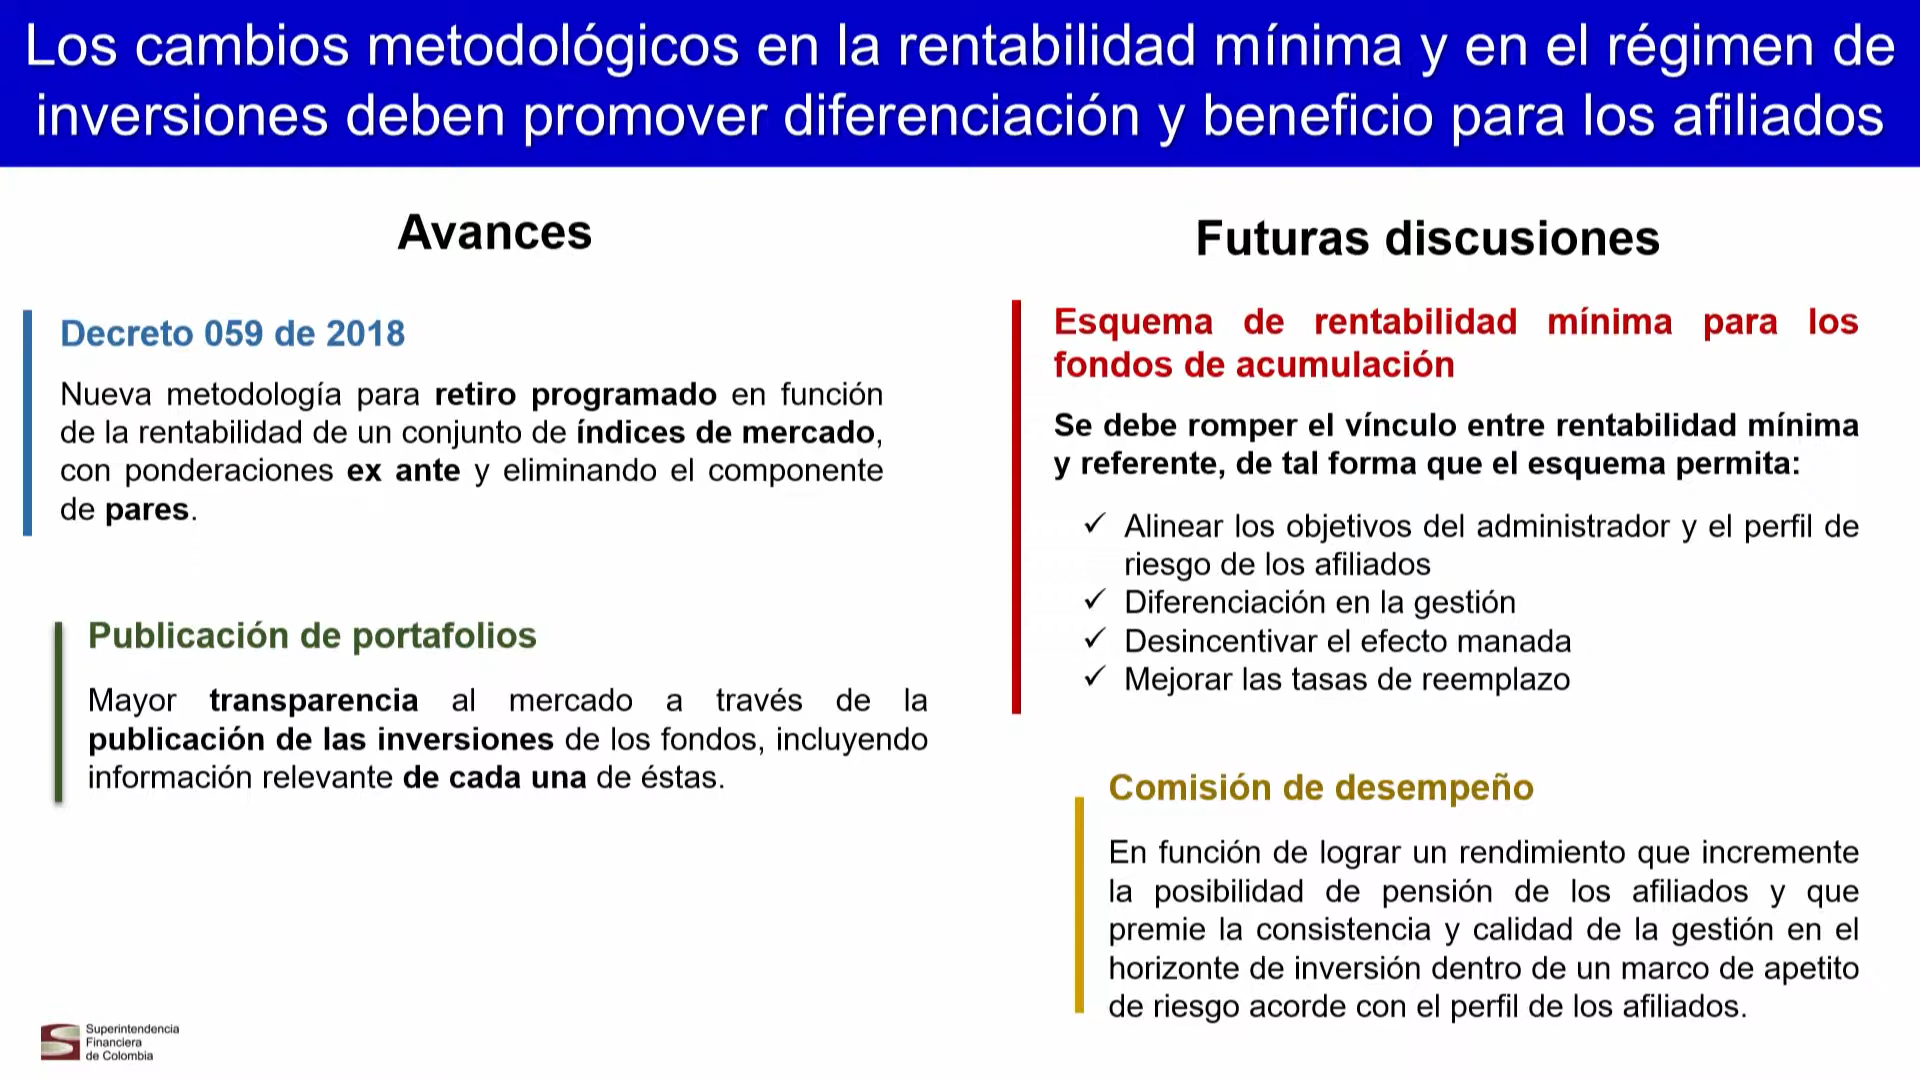 Los cambios metodológicos en la rentabilidad mínima y en el régimen de
inversiones deben promover diferenciación y beneficio para los afiliados
Avances
Decreto 059 de 2018
Nueva metodología para retiro programado en función
de la rentabilidad de un conjunto de índices de mercado,
con ponderaciones ex ante y eliminando el componente
de pares.
Publicación de portafolios
Mayor transparencia al mercado a través de la
publicación de las inversiones de los fondos, incluyendo
información relevante de cada una de éstas.
Futuras discusiones
Esquema de rentabilidad mínima para los
fondos de acumulación
Se debe romper el vínculo entre rentabilidad mínima
y referente, de tal forma que el esquema permita:
✓ Alinear los objetivos del administrador y el perfil de
riesgo de los afiliados
✓ Diferenciación en la gestión
✓ Desincentivar el efecto manada
✓ Mejorar las tasas de reemplazo
Comisión de desempeño
En función de lograr un rendimiento que incremente
la posibilidad de pensión de los afiliados y que
premie la consistencia y calidad de la gestión en el
horizonte de inversión dentro de un marco de apetito
de riesgo acorde con el perfil de los afiliados.
Superintendencia
Financiera
de Colombia